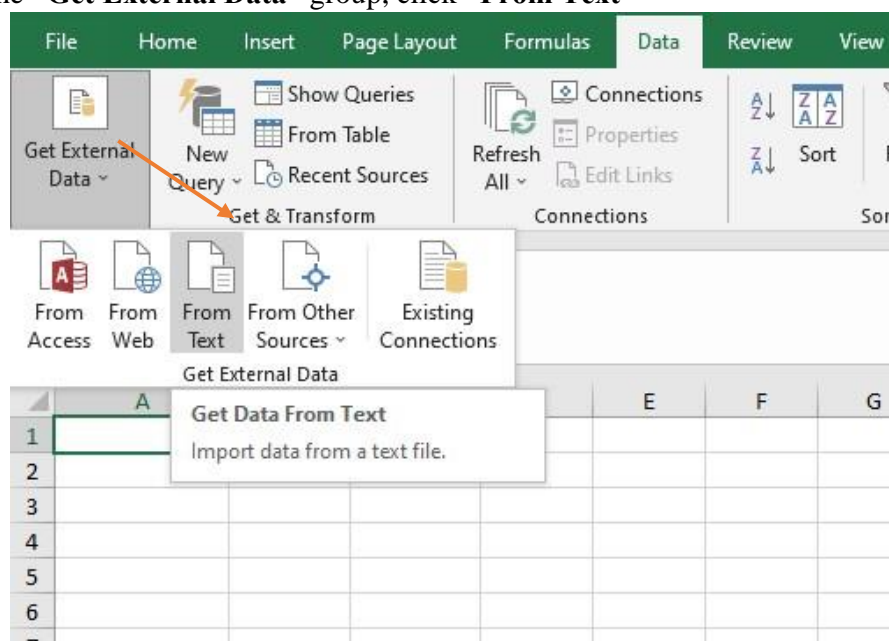 "Get External Data" group, click "From Text"
File Home Insert Page Layout Formulas Data Review View
Get External
Data
New
Query
Show Queries
From Table
Recent Sources
Get & Transform
Refresh
All
Connections
Properties
Edit Links
Connections
Sort
From
Access
From
Web
From
Text
From Other
Sources
Existing
Connections
Get External Data
A E F G
Get Data From Text
Import data from a text file.
1
2
3
4
5
6